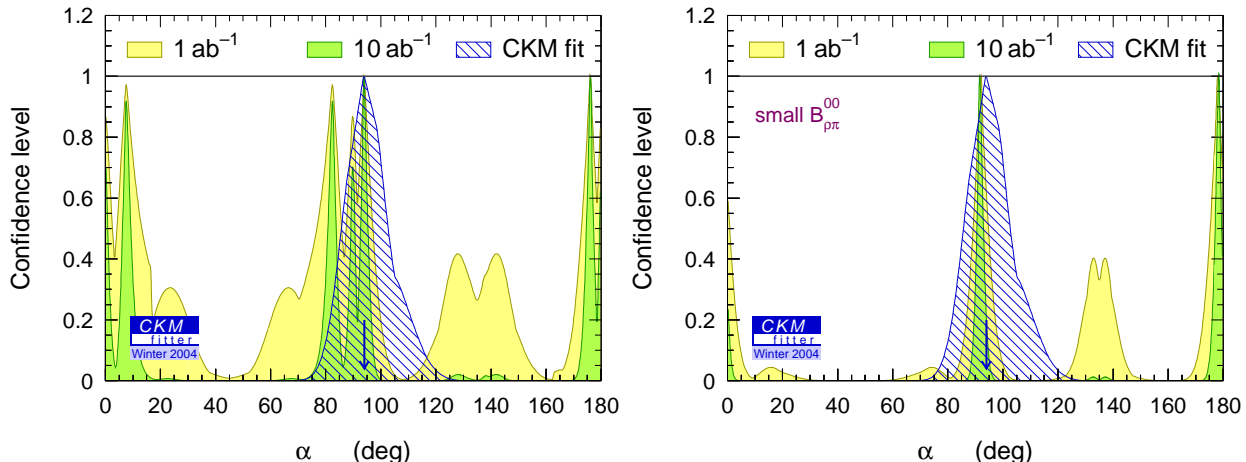 1.2
1
0.8
0.6
0.4
0.2
0
0 20 40 60 80 100 120 140 160 180
Confidence level
α (deg)
1 ab⁻¹ 10 ab⁻¹ CKM fit
CKM
fitter
Winter 2004
1.2
1
0.8
0.6
0.4
0.2
0
0 20 40 60 80 100 120 140 160 180
Confidence level
α (deg)
1 ab⁻¹ 10 ab⁻¹ CKM fit
small B⁰⁰ρπ
CKM
fitter
Winter 2004